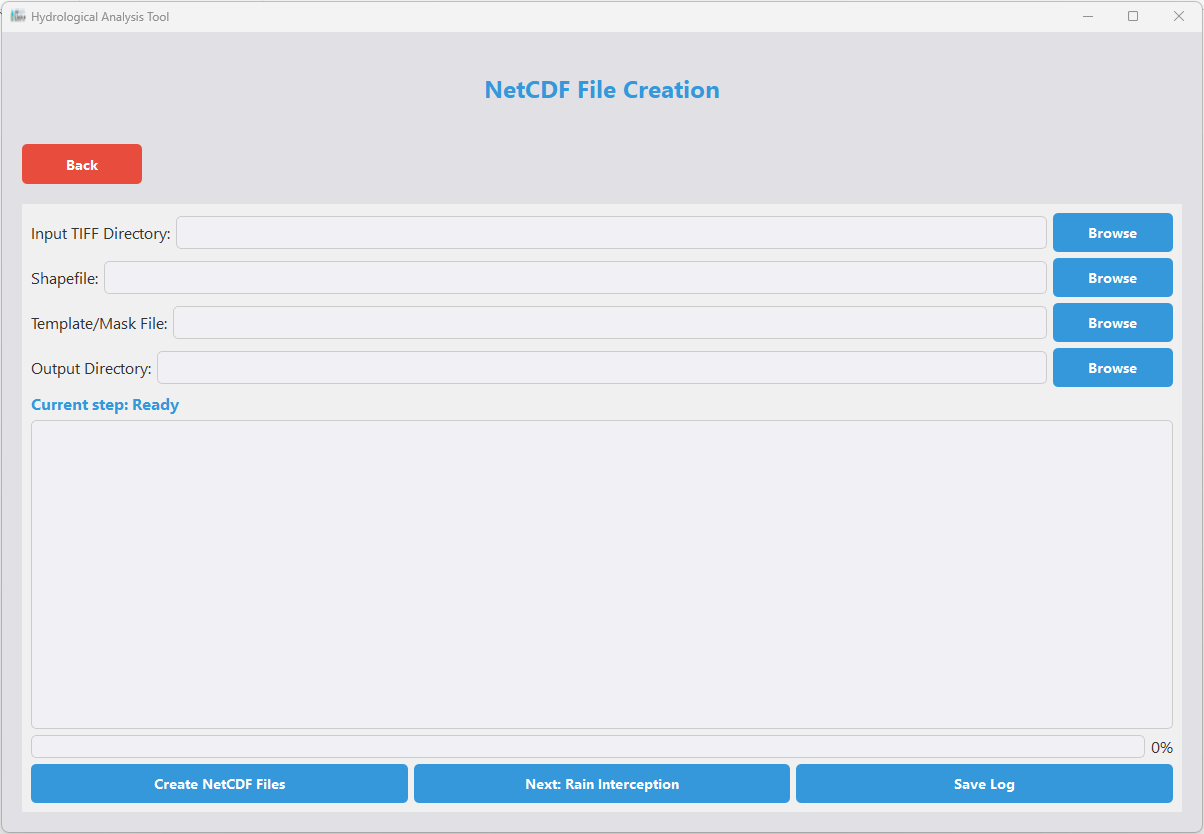 Hydrological Analysis Tool
NetCDF File Creation
Back
Input TIFF Directory:
Browse
Shapefile:
Browse
Template/Mask File:
Browse
Output Directory:
Browse
Current step: Ready
0%
Create NetCDF Files
Next: Rain Interception
Save Log